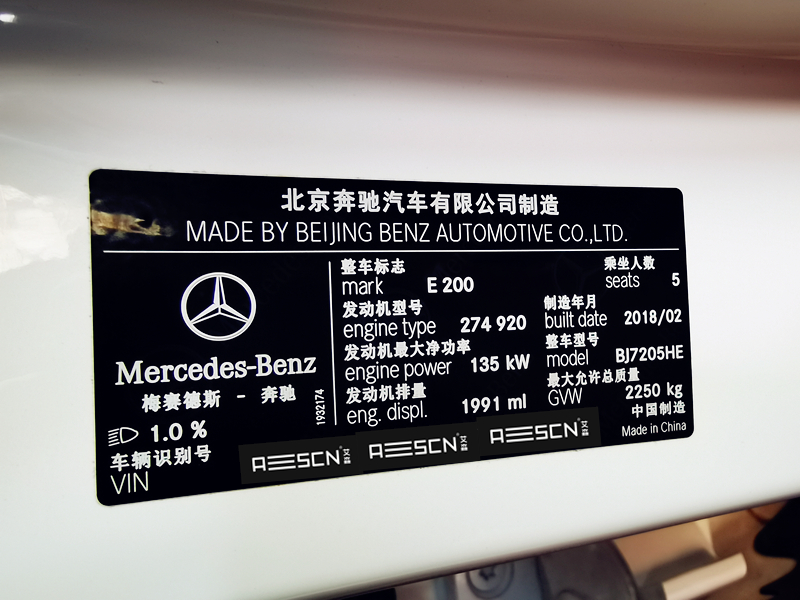 北京奔驰汽车有限公司制造
MADE BY BEIJING BENZ AUTOMOTIVE CO.,LTD.
Mercedes-Benz
梅赛德斯 - 奔驰
1.0 %
1932174
整车标志
mark E 200
乘坐人数
seats 5
发动机型号
engine type 274 920
制造年月
built date 2018/02
发动机最大净功率
engine power 135 kW
整车型号
model BJ7205HE
发动机排量
eng. displ. 1991 ml
最大允许总质量
GVW 2250 kg
中国制造
Made in China
车辆识别号
VIN
AESCN AESCN AESCN